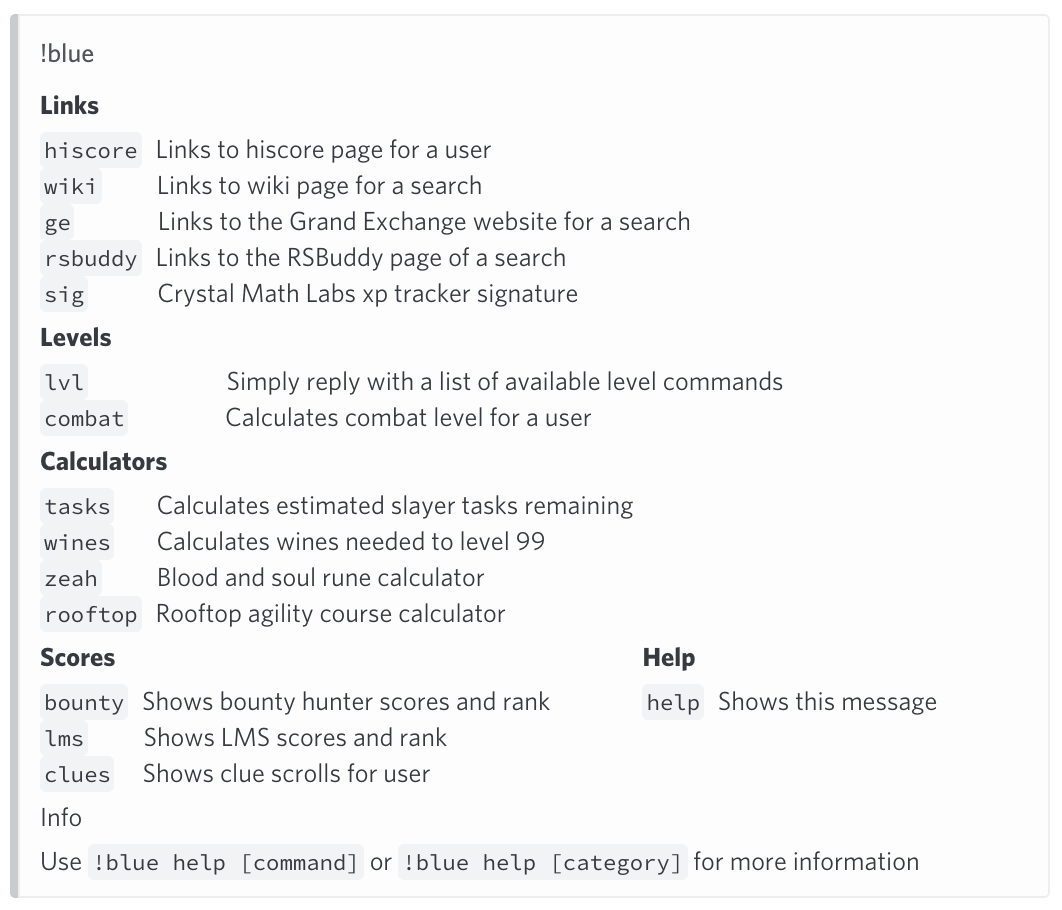 !blue
Links
hiscore Links to hiscore page for a user
wiki Links to wiki page for a search
ge Links to the Grand Exchange website for a search
rsbuddy Links to the RSBuddy page of a search
sig Crystal Math Labs xp tracker signature
Levels
lvl Simply reply with a list of available level commands
combat Calculates combat level for a user
Calculators
tasks Calculates estimated slayer tasks remaining
wines Calculates wines needed to level 99
zeah Blood and soul rune calculator
rooftop Rooftop agility course calculator
Scores
bounty Shows bounty hunter scores and rank
lms Shows LMS scores and rank
clues Shows clue scrolls for user
Help
help Shows this message
Info
Use !blue help [command] or !blue help [category] for more information